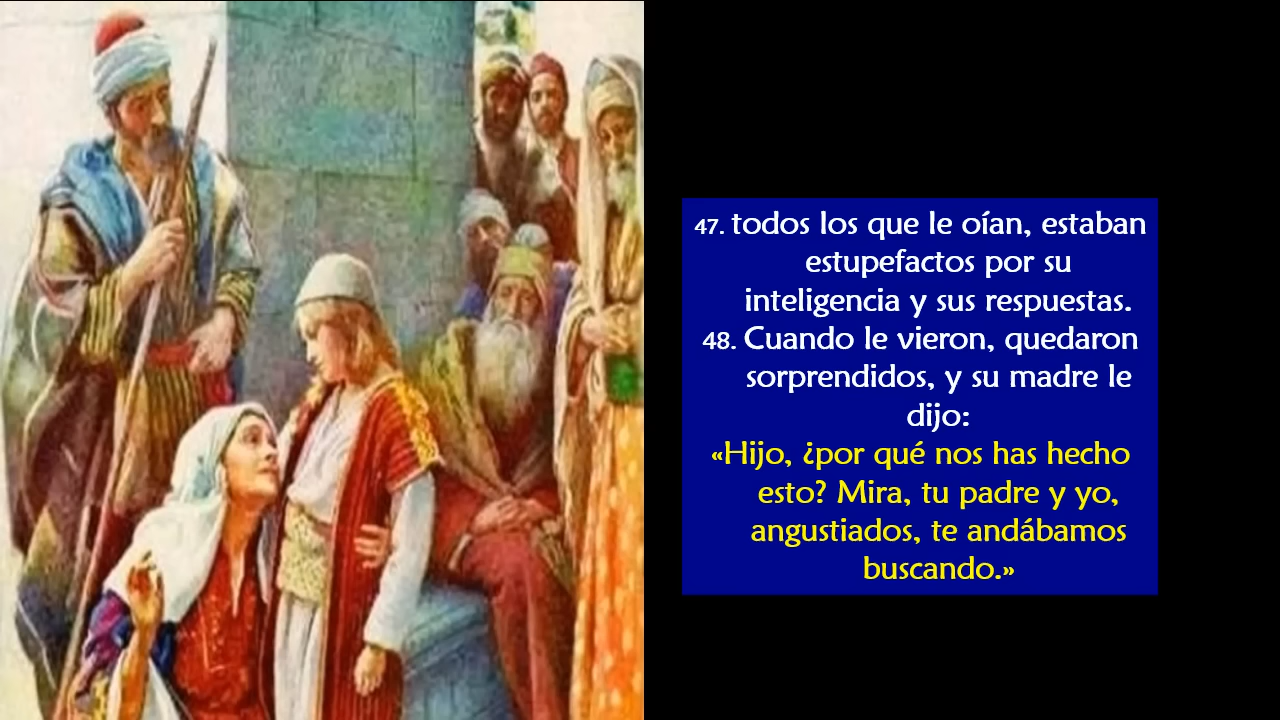 47. todos los que le oían, estaban
estupefactos por su
inteligencia y sus respuestas.
48. Cuando le vieron, quedaron
sorprendidos, y su madre le
dijo:
«Hijo, ¿por qué nos has hecho
esto? Mira, tu padre y yo,
angustiados, te andábamos
buscando.»